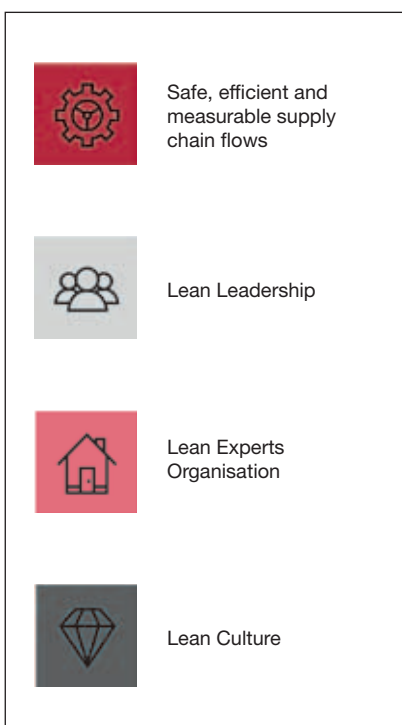 Safe, efficient and
measurable supply
chain flows
Lean Leadership
Lean Experts
Organisation
Lean Culture